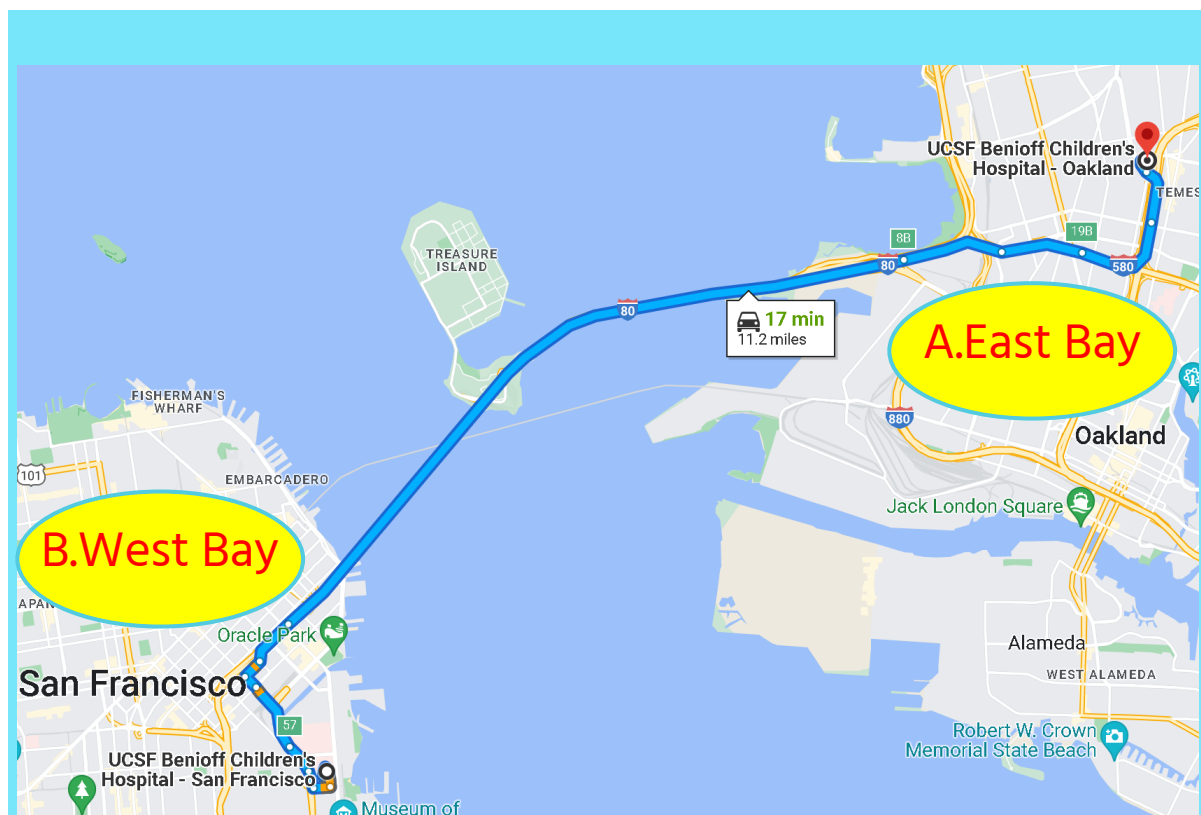 UCSF Benioff Children's
Hospital - Oakland
TEMES
8B
19B
80
580
TREASURE
ISLAND
80
17 min
11.2 miles
A.East Bay
FISHERMAN'S
WHARF
880
Oakland
101
EMBARCADERO
Jack London Square
B.West Bay
APAN
Oracle Park
Alameda
WEST ALAMEDA
San Francisco
57
Robert W. Crown
Memorial State Beach
UCSF Benioff Children's
Hospital - San Francisco
Museum of